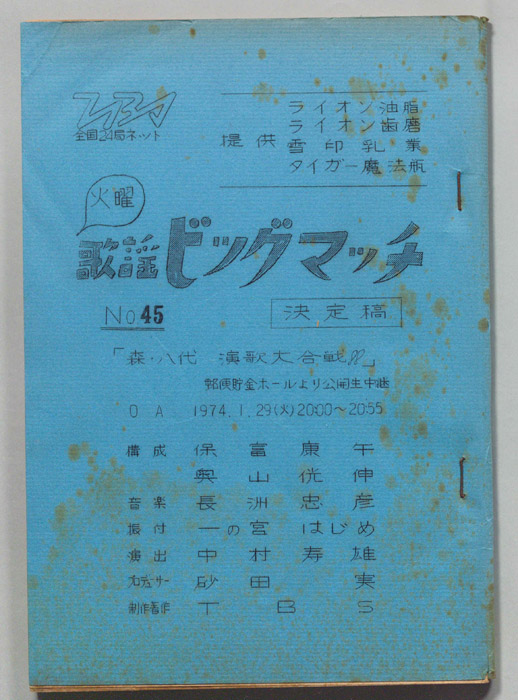 TBS
全国24局ネット
提供
ライオン油脂
ライオン歯磨
雪印乳業
タイガー魔法瓶
火曜
歌謡ビッグマッチ
No.45
決定稿
「森・八代 演歌大合戦!!」
郵便貯金ホールより公開生中継
OA 1974.1.29(火)20:00～20:55
構成 保富康午
奥山侊伸
音楽 長洲忠彦
振付 一の宮はじめ
演出 中村寿雄
プロデューサー 砂田実
制作著作 TBS